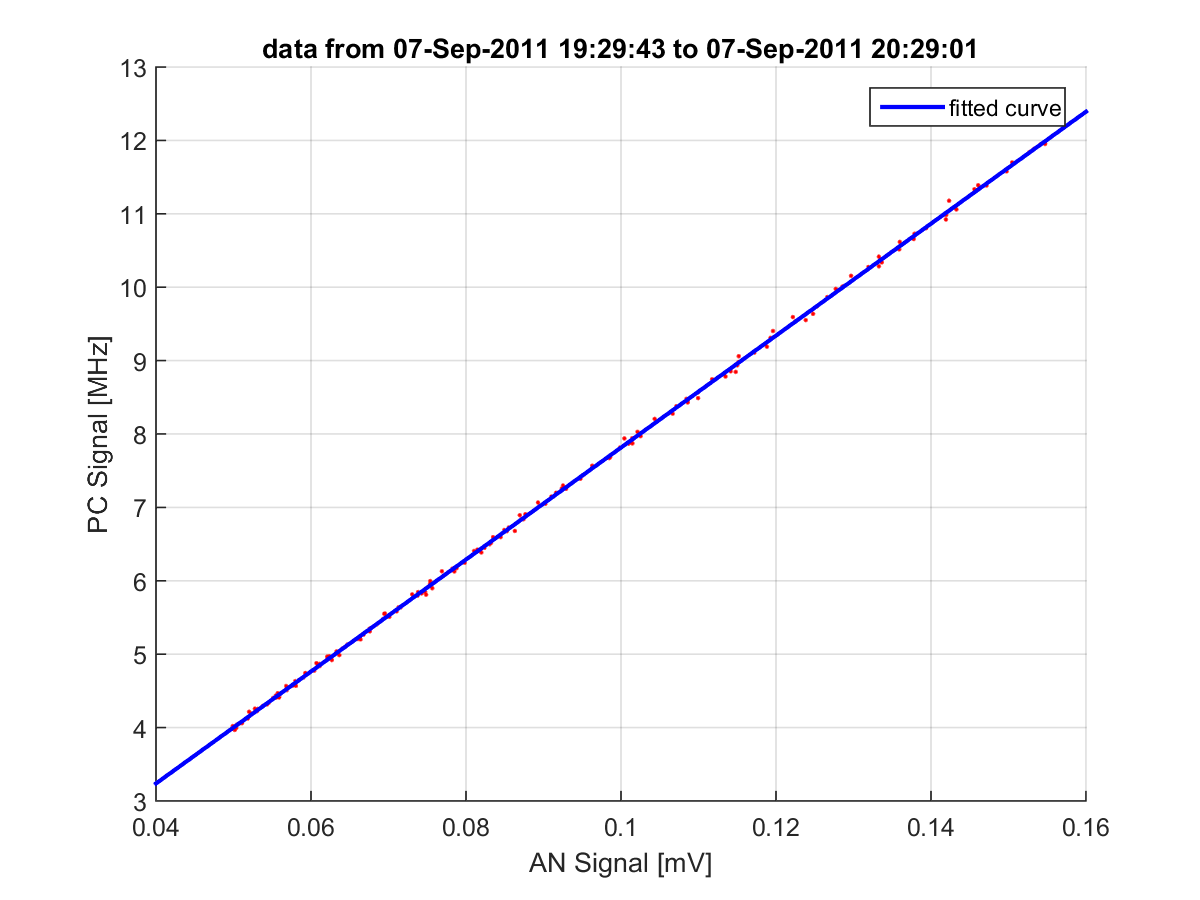 data from 07-Sep-2011 19:29:43 to 07-Sep-2011 20:29:01
fitted curve
13
12
11
10
9
8
7
6
5
4
3
PC Signal [MHz]
0.04 0.06 0.08 0.1 0.12 0.14 0.16
AN Signal [mV]